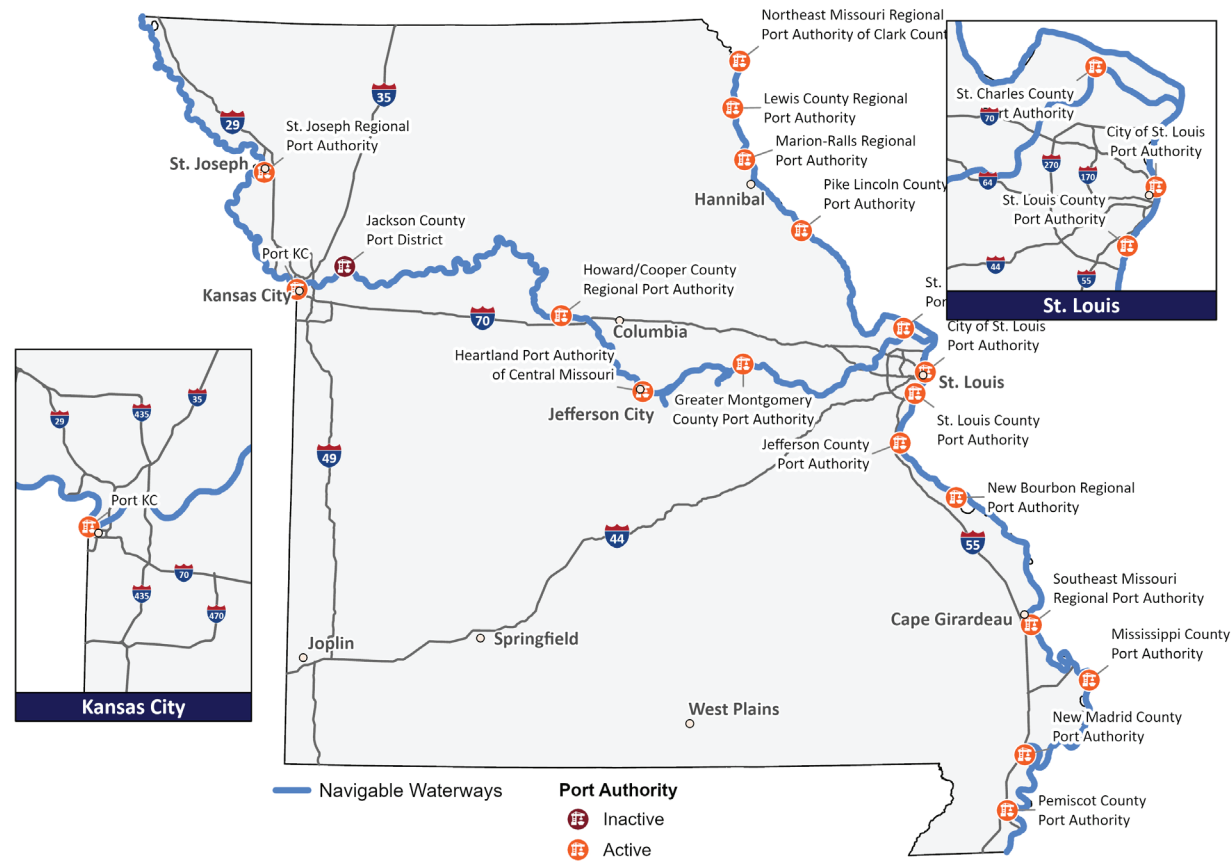 Northeast Missouri Regional
Port Authority of Clark Count
Lewis County Regional
Port Authority
Marion-Ralls Regional
Port Authority
Hannibal
Pike Lincoln County
Port Authority
29
35
St. Joseph Regional
Port Authority
St. Joseph
Jackson County
Port District
Port KC
Kansas City
Howard/Cooper County
Regional Port Authority
70
Columbia
Heartland Port Authority
of Central Missouri
Jefferson City
Greater Montgomery
County Port Authority
St.
Por
City of St. Louis
Port Authority
St. Louis
St. Louis County
Port Authority
Jefferson County
Port Authority
New Bourbon Regional
Port Authority
49
44
55
Southeast Missouri
Regional Port Authority
Cape Girardeau
Mississippi County
Port Authority
New Madrid County
Port Authority
Pemiscot County
Port Authority
Joplin
Springfield
West Plains
St. Charles County
Port Authority
70
City of St. Louis
Port Authority
270
170
64
St. Louis County
Port Authority
44
55
St. Louis
29
435
35
Port KC
70
435
470
Kansas City
Navigable Waterways
Port Authority
Inactive
Active